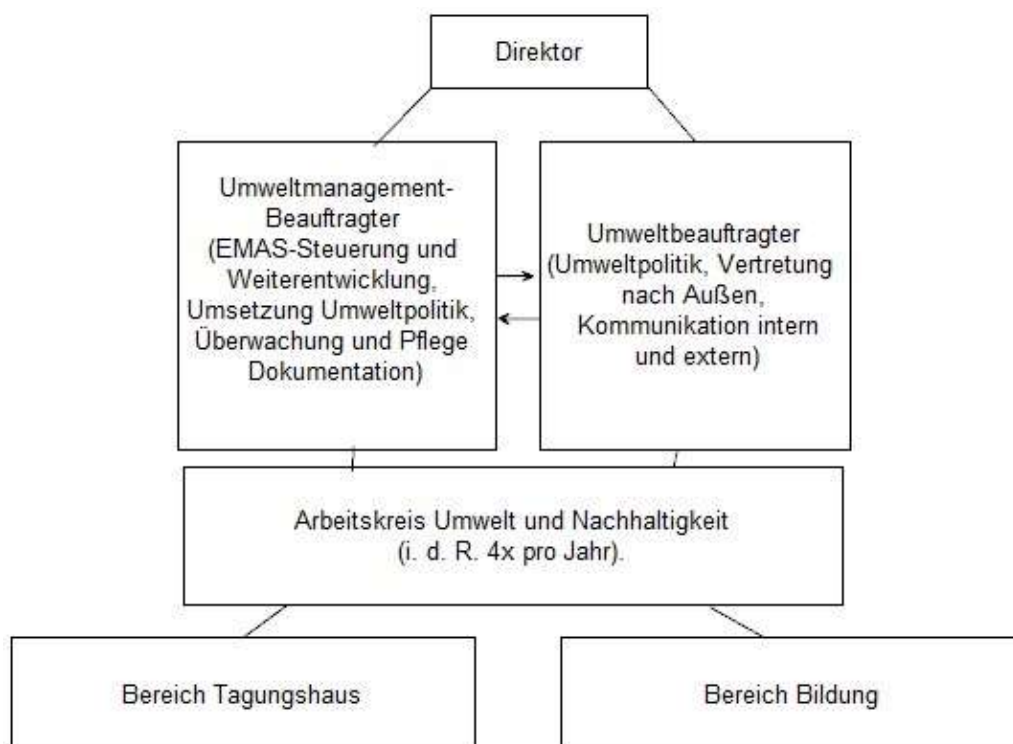 Direktor
Umweltmanagement-
Beauftragter
(EMAS-Steuerung und
Weiterentwicklung,
Umsetzung Umweltpolitik,
Überwachung und Pflege
Dokumentation)
Umweltbeauftragter
(Umweltpolitik, Vertretung
nach Außen,
Kommunikation intern
und extern)
Arbeitskreis Umwelt und Nachhaltigkeit
(i. d. R. 4x pro Jahr).
Bereich Tagungshaus
Bereich Bildung